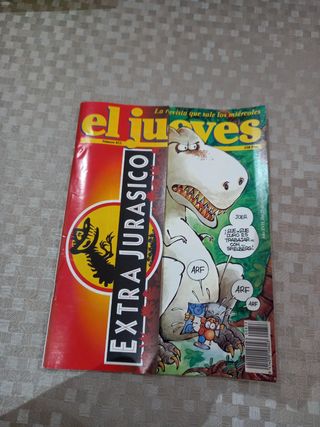 La revista que sale los miércoles
el jueves
EXTRA JURASICO
JOER
¡QUE... QUE
DURO ES
TRABAJAR...
CON...
SPIELBERG!
ARF
ARF
ARF